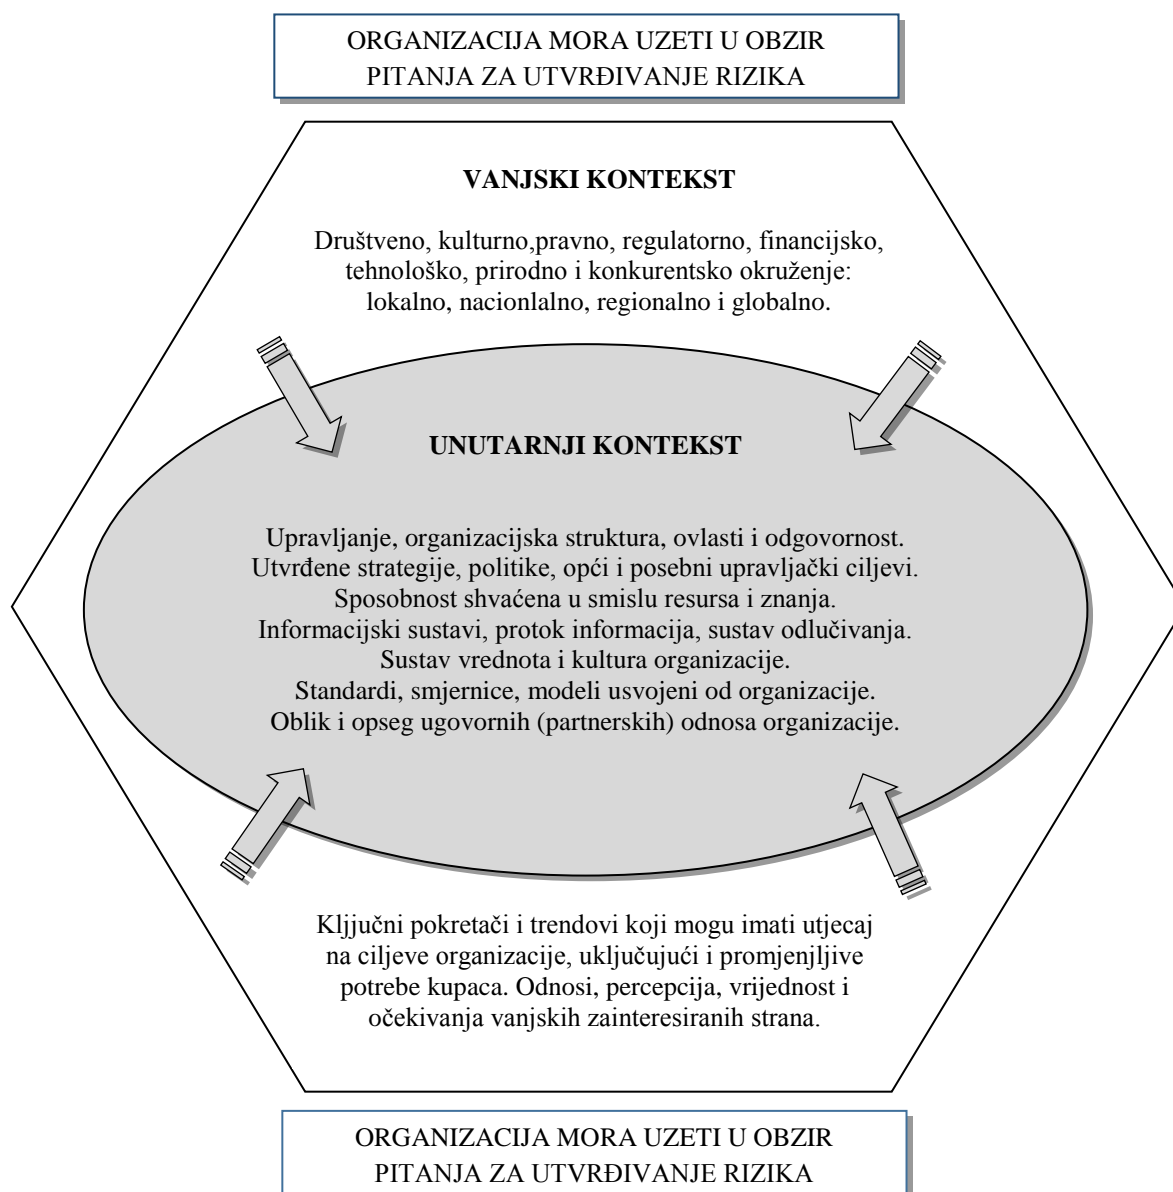 ORGANIZACIJA MORA UZETI U OBZIR
PITANJA ZA UTVRĐIVANJE RIZIKA
VANJSKI KONTEKST
Društveno, kulturno,pravno, regulatorno, financijsko,
tehnološko, prirodno i konkurentsko okruženje:
lokalno, nacionlalno, regionalno i globalno.
UNUTARNJI KONTEKST
Upravljanje, organizacijska struktura, ovlasti i odgovornost.
Utvrđene strategije, politike, opći i posebni upravljački ciljevi.
Sposobnost shvaćena u smislu resursa i znanja.
Informacijski sustavi, protok informacija, sustav odlučivanja.
Sustav vrednota i kultura organizacije.
Standardi, smjernice, modeli usvojeni od organizacije.
Oblik i opseg ugovornih (partnerskih) odnosa organizacije.
Kljjučni pokretači i trendovi koji mogu imati utjecaj
na ciljeve organizacije, uključujući i promjenjljive
potrebe kupaca. Odnosi, percepcija, vrijednost i
očekivanja vanjskih zainteresiranih strana.
ORGANIZACIJA MORA UZETI U OBZIR
PITANJA ZA UTVRĐIVANJE RIZIKA